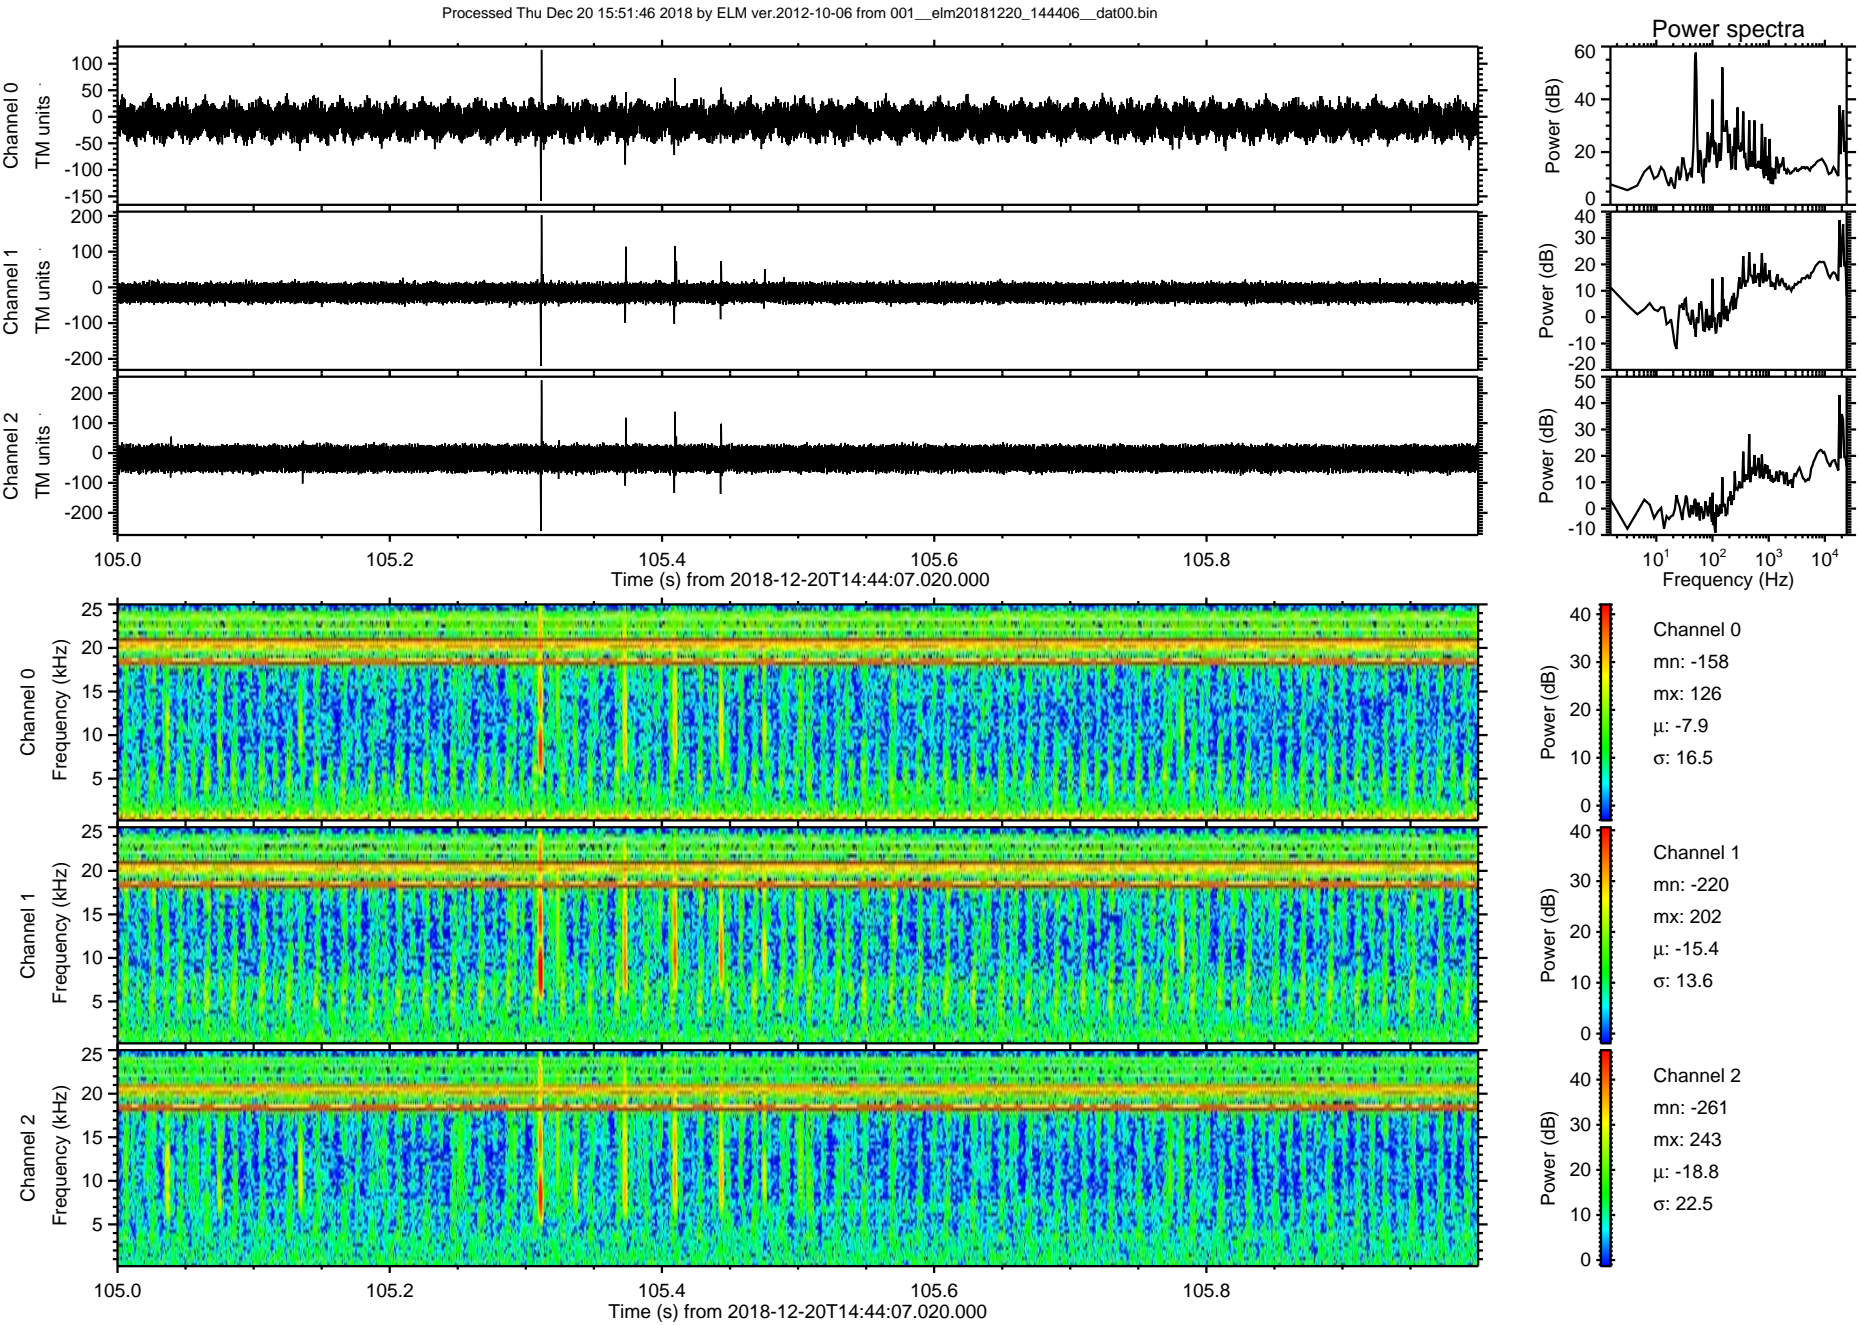 Processed Thu Dec 20 15:51:46 2018 by ELM ver.2012-10-06 from 001__elm20181220_144406__dat00.bin
Power spectra
Channel 0
TM units
100
50
0
-50
-100
-150
Power (dB)
60
40
20
0
Channel 1
TM units
200
100
0
-100
-200
Power (dB)
40
30
20
10
0
-10
-20
Channel 2
TM units
200
100
0
-100
-200
Power (dB)
50
40
30
20
10
0
-10
105.0 105.2 105.4 105.6 105.8
Time (s) from 2018-12-20T14:44:07.020.000
10^1 10^2 10^3 10^4
Frequency (Hz)
Channel 0
Frequency (kHz)
25
20
15
10
5
Power (dB)
40
30
20
10
0
Channel 0
mn: -158
mx: 126
μ: -7.9
σ: 16.5
Channel 1
Frequency (kHz)
25
20
15
10
5
Power (dB)
40
30
20
10
0
Channel 1
mn: -220
mx: 202
μ: -15.4
σ: 13.6
Channel 2
Frequency (kHz)
25
20
15
10
5
Power (dB)
40
30
20
10
0
Channel 2
mn: -261
mx: 243
μ: -18.8
σ: 22.5
105.0 105.2 105.4 105.6 105.8
Time (s) from 2018-12-20T14:44:07.020.000